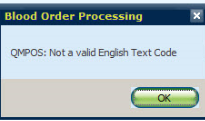 Blood Order Processing
QMPOS: Not a valid English Text Code
OK